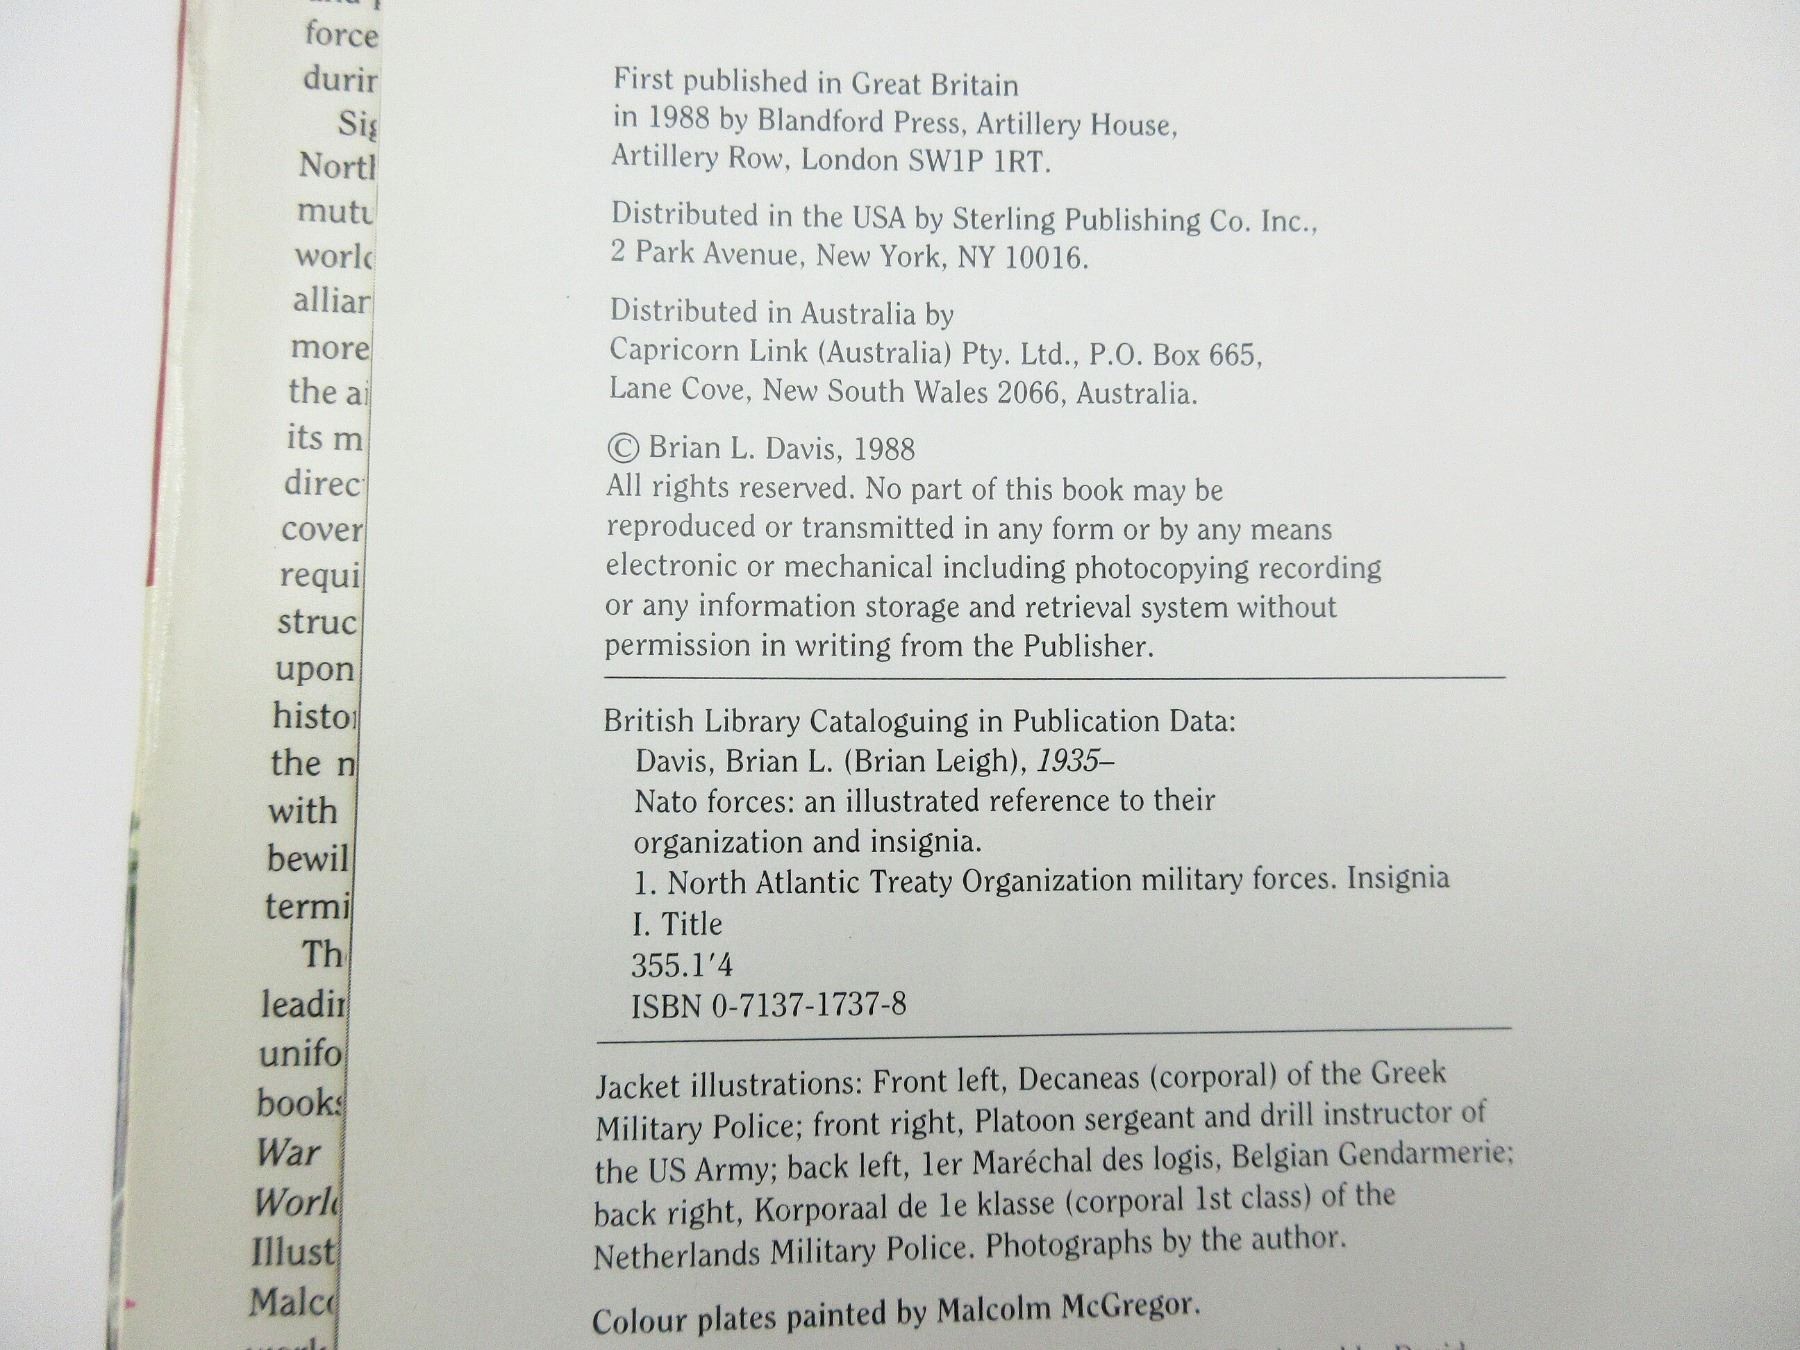 force
durir
Sig
North
mutu
world
allian
more
the ai
its m
direc
cover
requi
struc
upon
histor
the n
with
bewil
termi
Th
leadin
unifo
books
War
World
Illust
Malco
First published in Great Britain
in 1988 by Blandford Press, Artillery House,
Artillery Row, London SW1P 1RT.
Distributed in the USA by Sterling Publishing Co. Inc.,
2 Park Avenue, New York, NY 10016.
Distributed in Australia by
Capricorn Link (Australia) Pty. Ltd., P.O. Box 665,
Lane Cove, New South Wales 2066, Australia.
© Brian L. Davis, 1988
All rights reserved. No part of this book may be
reproduced or transmitted in any form or by any means
electronic or mechanical including photocopying recording
or any information storage and retrieval system without
permission in writing from the Publisher.
British Library Cataloguing in Publication Data:
Davis, Brian L. (Brian Leigh), 1935–
Nato forces: an illustrated reference to their
organization and insignia.
1. North Atlantic Treaty Organization military forces. Insignia
I. Title
355.1′4
ISBN 0-7137-1737-8
Jacket illustrations: Front left, Decaneas (corporal) of the Greek
Military Police; front right, Platoon sergeant and drill instructor of
the US Army; back left, 1er Maréchal des logis, Belgian Gendarmerie;
back right, Korporaal de 1e klasse (corporal 1st class) of the
Netherlands Military Police. Photographs by the author.
Colour plates painted by Malcolm McGregor.